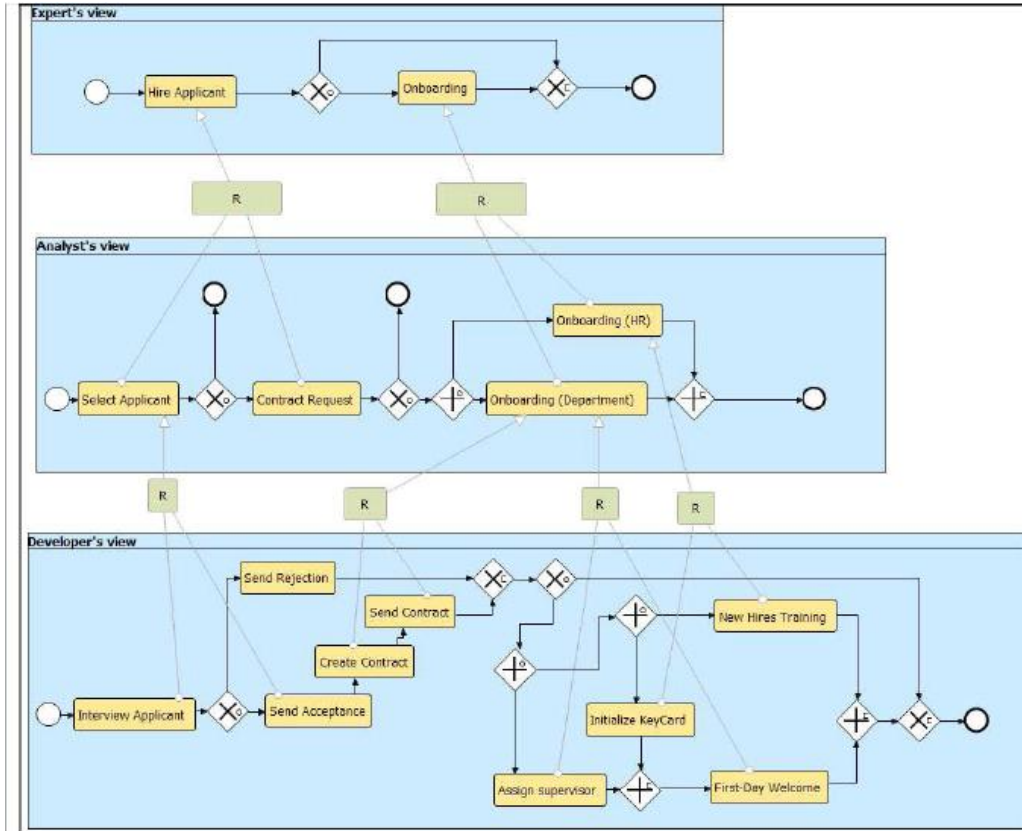 Expert's view
Hire Applicant
Onboarding
R
R
Analyst's view
Onboarding (HR)
Select Applicant
Contract Request
Onboarding (Department)
R
R
R
R
Developer's view
Send Rejection
Send Contract
New Hires Training
Create Contract
Interview Applicant
Send Acceptance
Initialize KeyCard
Assign supervisor
First-Day Welcome